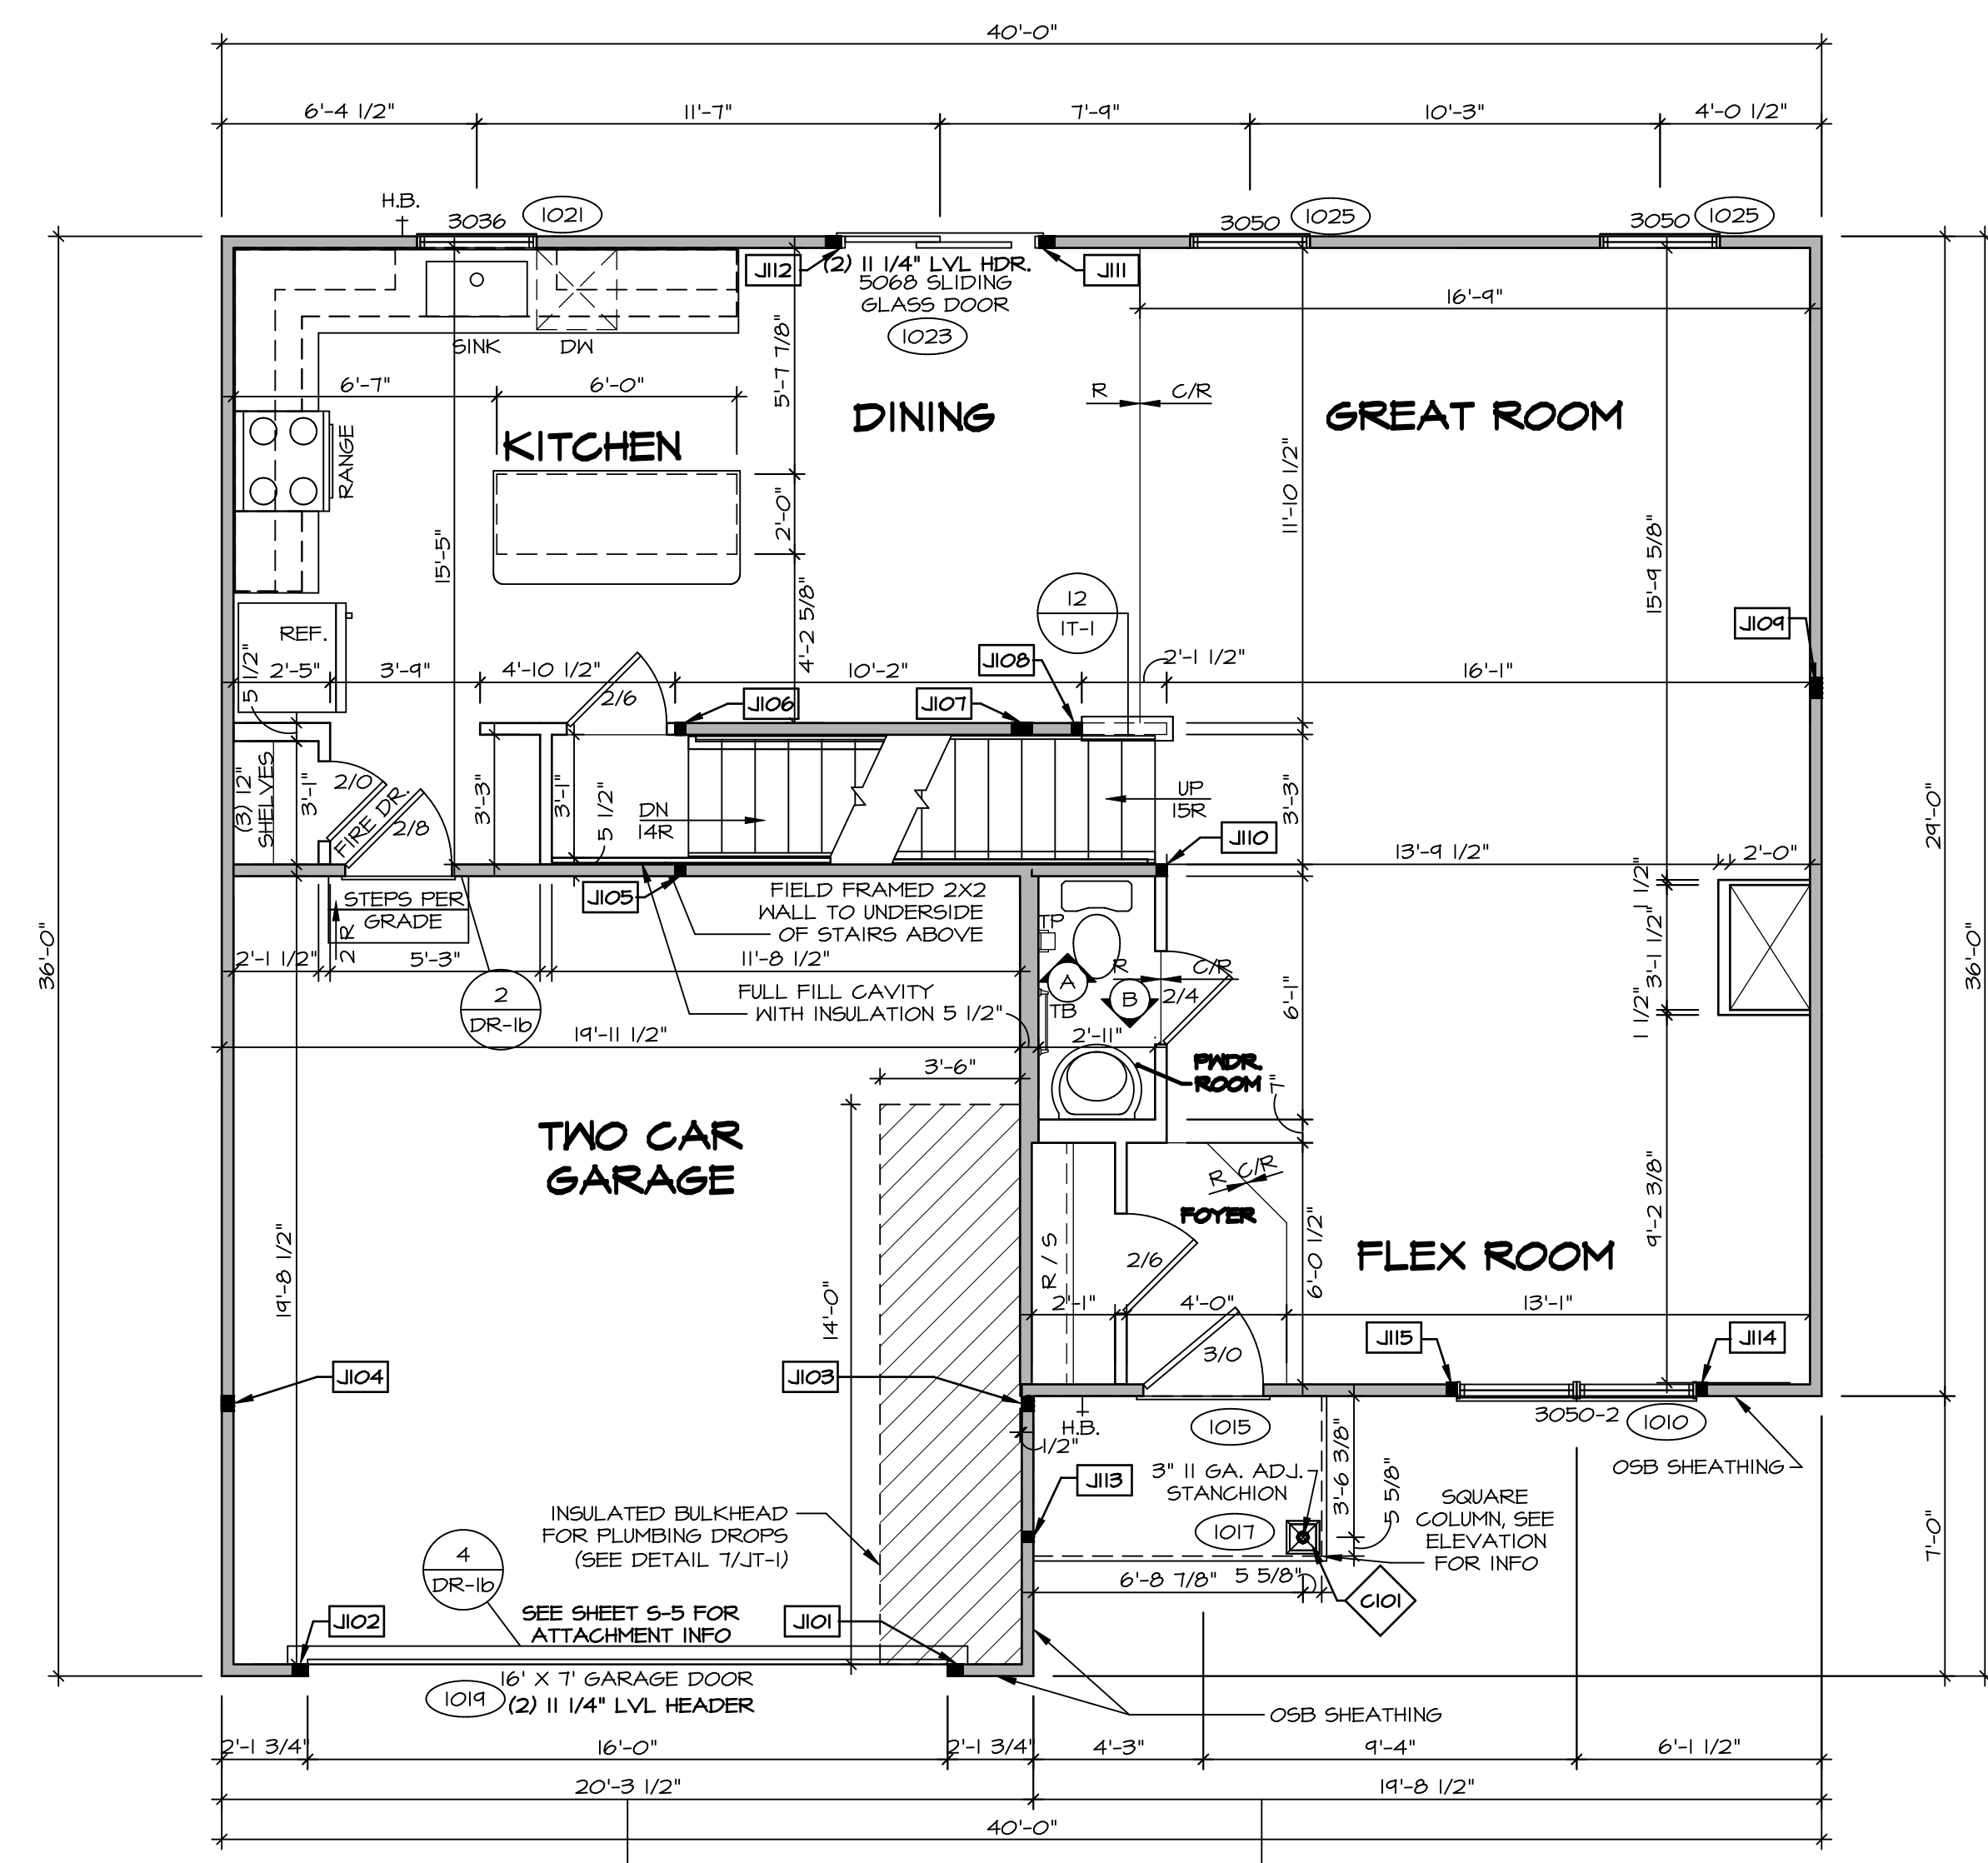 40'-0"
6'-4 1/2"
11'-7"
7'-9"
10'-3"
4'-0 1/2"
H.B.
3036
1021
3050
1025
3050
1025
J112
(2) 11 1/4" LVL HDR.
J111
5068 SLIDING
GLASS DOOR
1023
16'-9"
SINK
DW
5'-7 7/8"
6'-7"
6'-0"
R
C/R
DINING
GREAT ROOM
KITCHEN
RANGE
11'-10 1/2"
2'-0"
15'-5"
15'-9 5/8"
4'-2 5/8"
12
1T-1
J109
REF.
5 1/2"
2'-5"
3'-9"
4'-10 1/2"
10'-2"
J108
2'-1 1/2"
16'-1"
2/6
J106
J107
(3) 12"
SHELVES
3'-1"
2/0
FIRE DR.
2/8
3'-3"
3'-1"
5 1/2"
DN
14R
UP
15R
3'-3"
J110
29'-0"
13'-9 1/2"
2'-0"
J105
STEPS PER
GRADE
2 R
FIELD FRAMED 2X2
WALL TO UNDERSIDE
OF STAIRS ABOVE
TP
1 1/2"
3'-1 1/2"
1 1/2"
36'-0"
36'-0"
2'-1 1/2"
5'-3"
11'-8 1/2"
R
C/R
A
B
2/4
TB
6'-1"
2
DR-1b
FULL FILL CAVITY
WITH INSULATION 5 1/2"
19'-11 1/2"
2'-11"
3'-6"
PWDR.
ROOM
7"
TWO CAR
GARAGE
R
C/R
FOYER
9'-2 3/8"
FLEX ROOM
R / S
2/6
6'-0 1/2"
19'-8 1/2"
14'-0"
2'-1"
4'-0"
13'-1"
3/0
J115
J114
J104
J103
H.B.
1/2"
1015
3050-2
1010
3'-6 3/8"
5 5/8"
OSB SHEATHING
J113
3" 11 GA. ADJ.
STANCHION
1017
SQUARE
COLUMN, SEE
ELEVATION
FOR INFO
INSULATED BULKHEAD
FOR PLUMBING DROPS
(SEE DETAIL 7/JT-1)
7'-0"
4
DR-1b
6'-8 7/8"
5 5/8"
C101
J102
SEE SHEET S-5 FOR
ATTACHMENT INFO
J101
1019
16' X 7' GARAGE DOOR
(2) 11 1/4" LVL HEADER
OSB SHEATHING
2'-1 3/4"
16'-0"
2'-1 3/4"
4'-3"
9'-4"
6'-1 1/2"
20'-3 1/2"
19'-8 1/2"
40'-0"